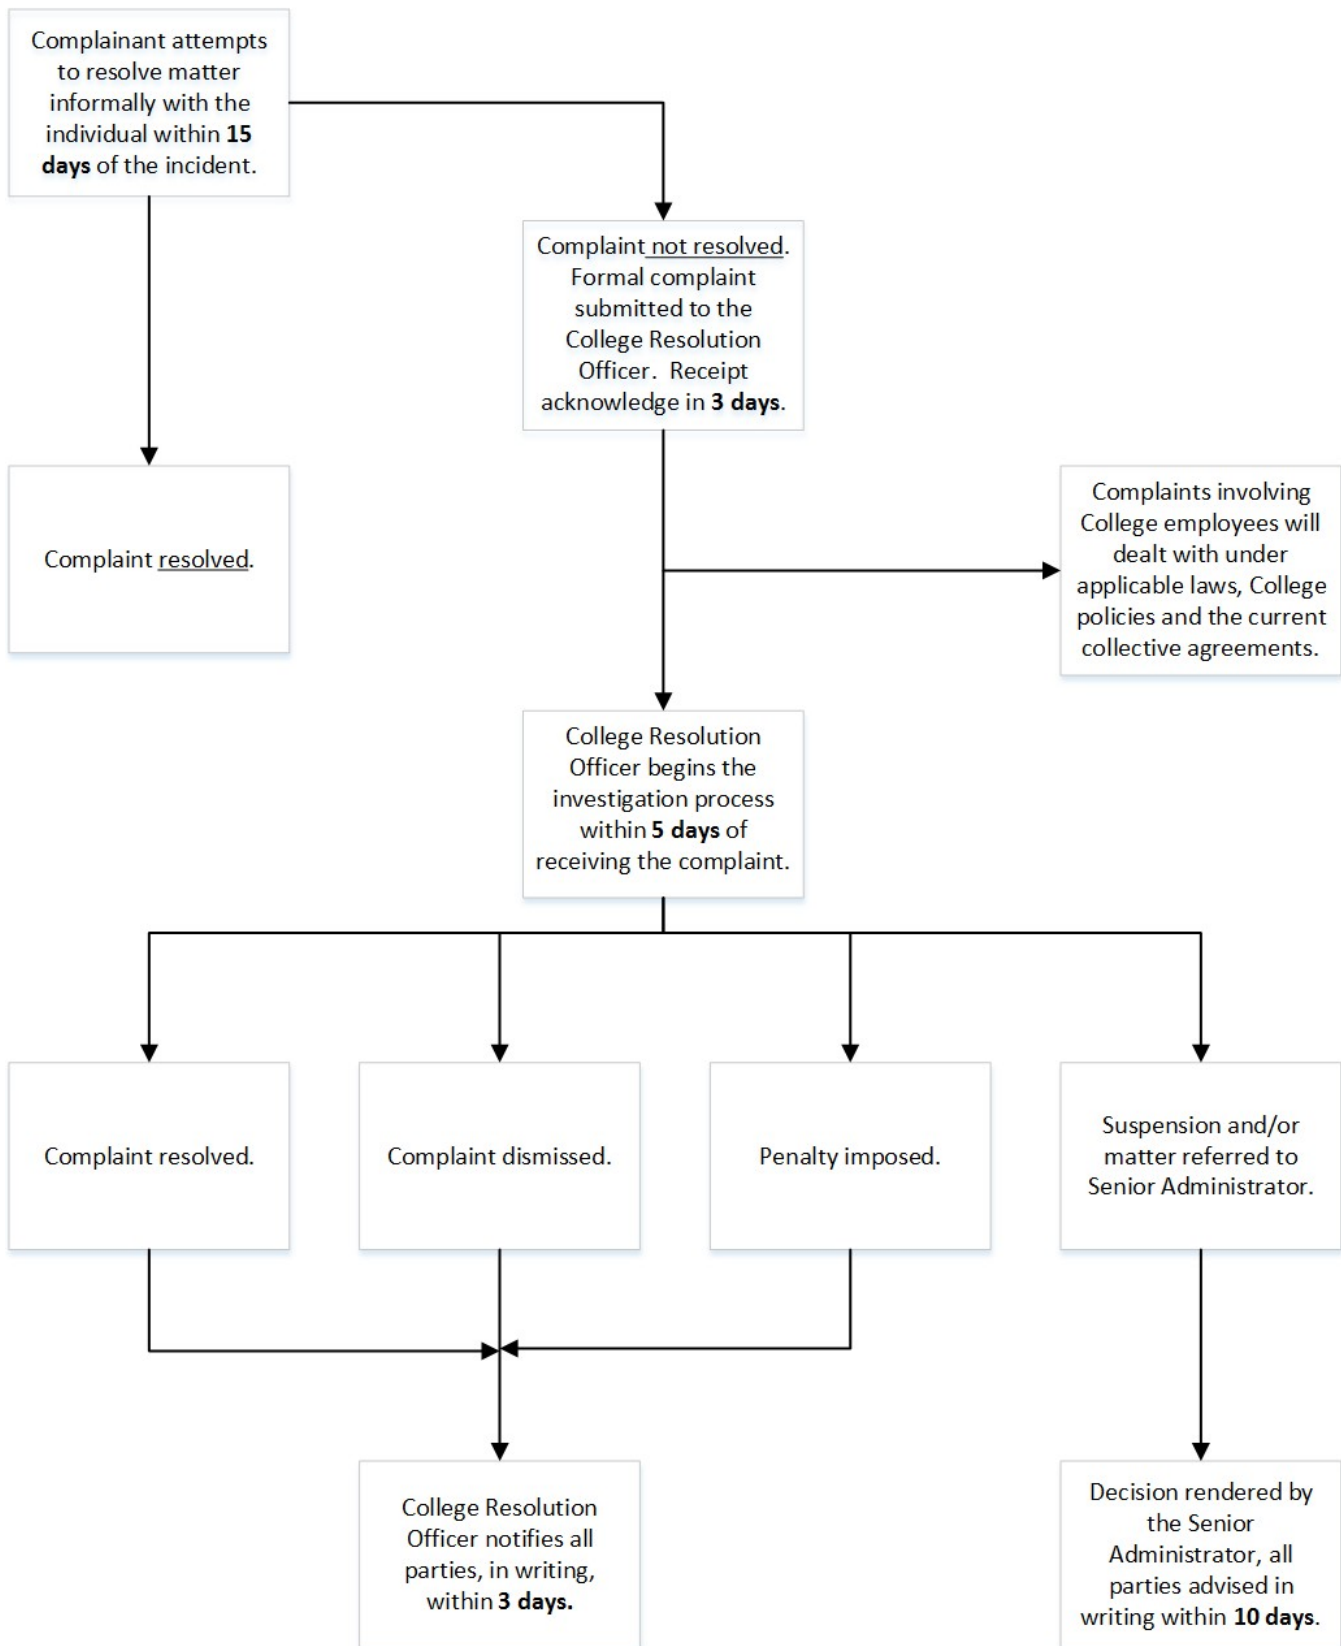 Complainant attempts
to resolve matter
informally with the
individual within 15
days of the incident.
Complaint not resolved.
Formal complaint
submitted to the
College Resolution
Officer.  Receipt
acknowledge in 3 days.
Complaint resolved.
Complaints involving
College employees will
dealt with under
applicable laws, College
policies and the current
collective agreements.
College Resolution
Officer begins the
investigation process
within 5 days of
receiving the complaint.
Complaint resolved.
Complaint dismissed.
Penalty imposed.
Suspension and/or
matter referred to
Senior Administrator.
College Resolution
Officer notifies all
parties, in writing,
within 3 days.
Decision rendered by
the Senior
Administrator, all
parties advised in
writing within 10 days.